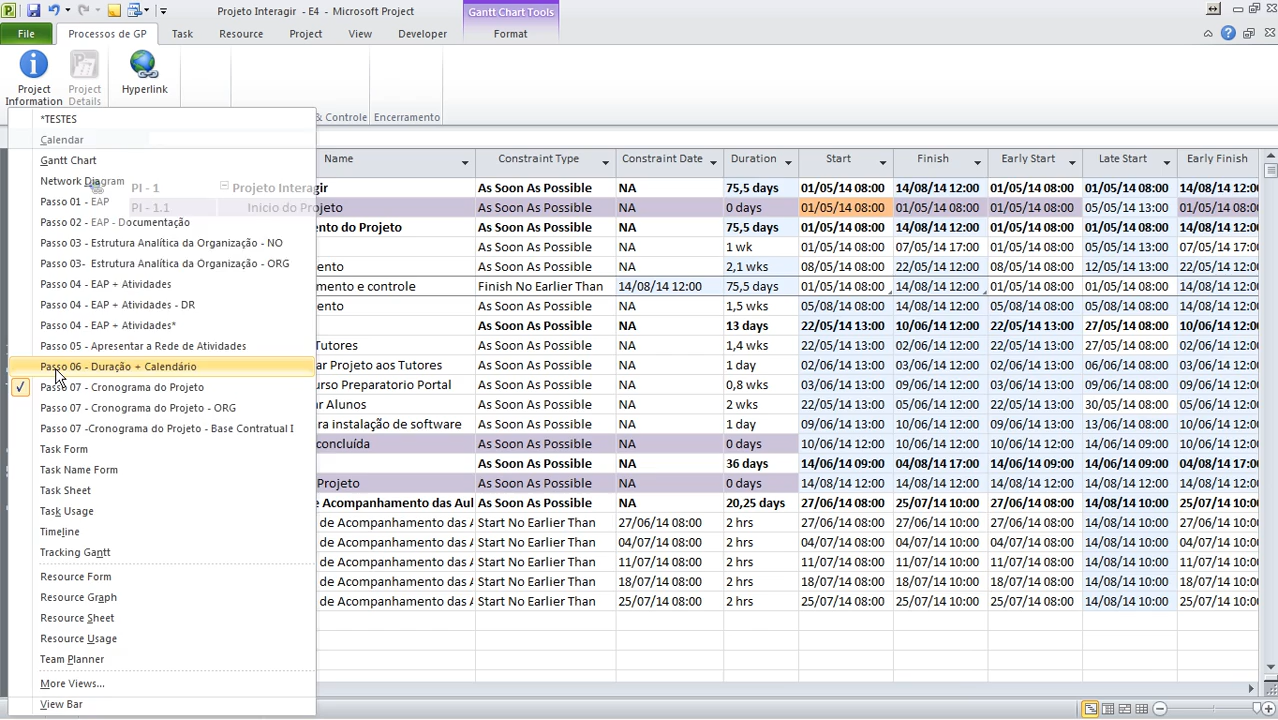 Projeto Interagir - E4 - Microsoft Project
Gantt Chart Tools
File Processos de GP Task Resource Project View Developer Format
Project Information
Project Details
Hyperlink
& Controle
Encerramento
*TESTES
Calendar
Gantt Chart
Network Diagram
Passo 01 - EAP
Passo 02 - EAP - Documentação
Passo 03 - Estrutura Analítica da Organização - NO
Passo 03- Estrutura Analítica da Organização - ORG
Passo 04 - EAP + Atividades
Passo 04 - EAP + Atividades - DR
Passo 04 - EAP + Atividades*
Passo 05 - Apresentar a Rede de Atividades
Passo 06 - Duração + Calendário
Passo 07 - Cronograma do Projeto
Passo 07 - Cronograma do Projeto - ORG
Passo 07 -Cronograma do Projeto - Base Contratual I
Task Form
Task Name Form
Task Sheet
Task Usage
Timeline
Tracking Gantt
Resource Form
Resource Graph
Resource Sheet
Resource Usage
Team Planner
More Views...
View Bar
PI - 1 Projeto Interagir
PI - 1.1 Inicio do Projeto
Name Constraint Type Constraint Date Duration Start Finish Early Start Late Start Early Finish
As Soon As Possible NA 75,5 days 01/05/14 08:00 14/08/14 12:00 01/05/14 08:00 01/05/14 08:00 14/08/14 12:00
As Soon As Possible NA 0 days 01/05/14 08:00 01/05/14 08:00 01/05/14 08:00 05/05/14 13:00 01/05/14 08:00
mento do Projeto As Soon As Possible NA 75,5 days 01/05/14 08:00 14/08/14 12:00 01/05/14 08:00 01/05/14 08:00 14/08/14 12:00
As Soon As Possible NA 1 wk 01/05/14 08:00 07/05/14 17:00 01/05/14 08:00 05/05/14 13:00 07/05/14 17:00
ento As Soon As Possible NA 2,1 wks 08/05/14 08:00 22/05/14 12:00 08/05/14 08:00 12/05/14 13:00 22/05/14 12:00
mento e controle Finish No Earlier Than 14/08/14 12:00 75,5 days 01/05/14 08:00 14/08/14 12:00 01/05/14 08:00 01/05/14 08:00 14/08/14 12:00
ento As Soon As Possible NA 1,5 wks 05/08/14 08:00 14/08/14 12:00 05/08/14 08:00 05/08/14 08:00 14/08/14 12:00
As Soon As Possible NA 13 days 22/05/14 13:00 10/06/14 12:00 22/05/14 13:00 27/05/14 08:00 10/06/14 12:00
Tutores As Soon As Possible NA 1,4 wks 22/05/14 13:00 02/06/14 12:00 22/05/14 13:00 27/05/14 08:00 02/06/14 12:00
ar Projeto aos Tutores As Soon As Possible NA 1 day 02/06/14 13:00 03/06/14 12:00 02/06/14 13:00 05/06/14 08:00 03/06/14 12:00
urso Preparatorio Portal As Soon As Possible NA 0,8 wks 03/06/14 13:00 09/06/14 12:00 03/06/14 13:00 06/06/14 08:00 09/06/14 12:00
ar Alunos As Soon As Possible NA 2 wks 22/05/14 13:00 05/06/14 12:00 22/05/14 13:00 30/05/14 08:00 05/06/14 12:00
ra instalação de software As Soon As Possible NA 1 day 09/06/14 13:00 10/06/14 12:00 09/06/14 13:00 12/06/14 08:00 10/06/14 12:00
concluída As Soon As Possible NA 0 days 10/06/14 12:00 10/06/14 12:00 10/06/14 12:00 14/06/14 08:00 10/06/14 12:00
As Soon As Possible NA 36 days 14/06/14 09:00 04/08/14 17:00 14/06/14 09:00 14/06/14 09:00 04/08/14 17:00
Projeto As Soon As Possible NA 0 days 14/08/14 12:00 14/08/14 12:00 14/08/14 12:00 14/08/14 12:00 14/08/14 12:00
e Acompanhamento das Aul As Soon As Possible NA 20,25 days 27/06/14 08:00 25/07/14 10:00 27/06/14 08:00 14/08/14 10:00 25/07/14 10:00
de Acompanhamento das A Start No Earlier Than 27/06/14 08:00 2 hrs 27/06/14 08:00 27/06/14 10:00 27/06/14 08:00 14/08/14 10:00 27/06/14 10:00
de Acompanhamento das A Start No Earlier Than 04/07/14 08:00 2 hrs 04/07/14 08:00 04/07/14 10:00 04/07/14 08:00 14/08/14 10:00 04/07/14 10:00
de Acompanhamento das A Start No Earlier Than 11/07/14 08:00 2 hrs 11/07/14 08:00 11/07/14 10:00 11/07/14 08:00 14/08/14 10:00 11/07/14 10:00
de Acompanhamento das A Start No Earlier Than 18/07/14 08:00 2 hrs 18/07/14 08:00 18/07/14 10:00 18/07/14 08:00 14/08/14 10:00 18/07/14 10:00
de Acompanhamento das A Start No Earlier Than 25/07/14 08:00 2 hrs 25/07/14 08:00 25/07/14 10:00 25/07/14 08:00 14/08/14 10:00 25/07/14 10:00